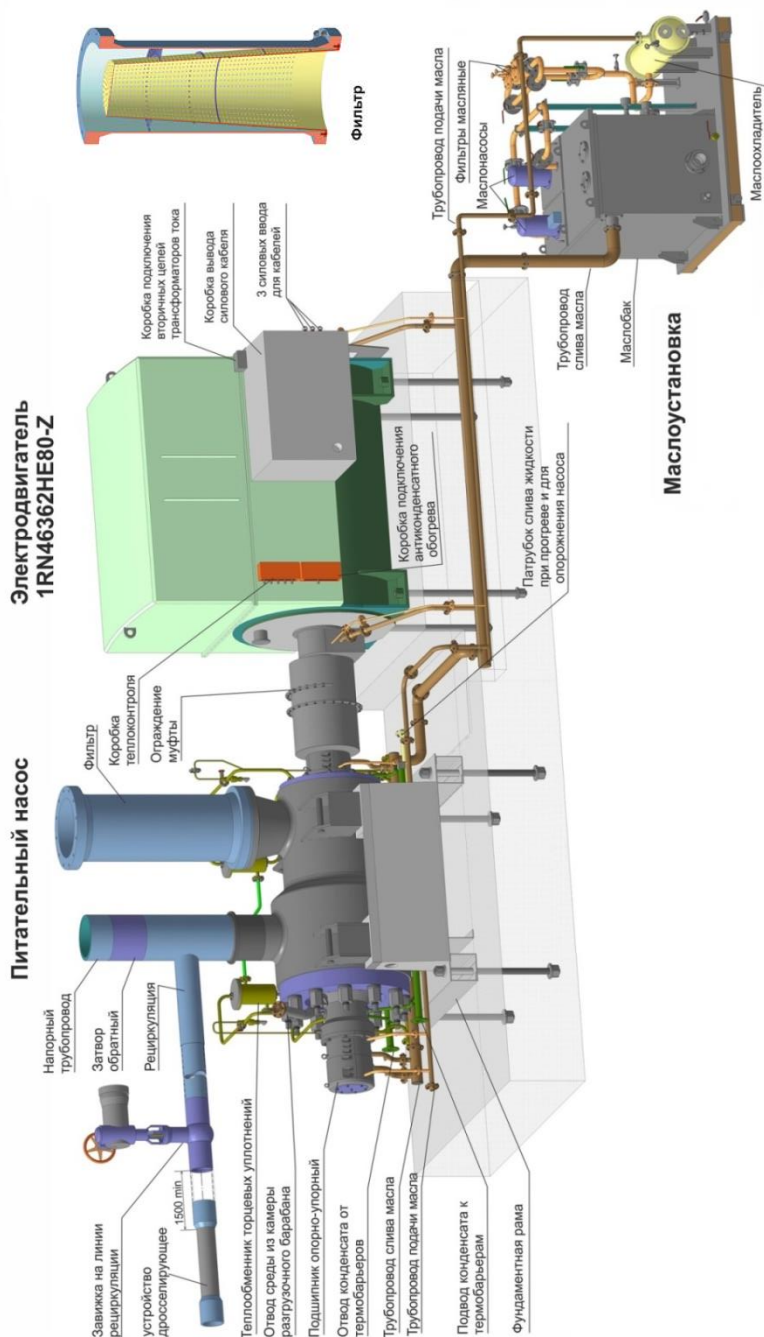 Питательный насос
Электродвигатель
1RN46362HE80-Z
Напорный
трубопровод
Затвор
обратный
Рециркуляция
Фильтр
Коробка
теплоконтроля
Ограждение
муфты
Коробка подключения
вторичных цепей
трансформаторов тока
Коробка вывода
силового кабеля
3 силовых ввода
для кабелей
Фильтр
1500 min
Завижка на линии
рециркуляции
устройство
дросселирующее
Теплообменник торцевых уплотнений
Отвод среды из камеры
разгрузочного барабана
Подшипник опорно-упорный
Отвод конденсата от
термобарьеров
Трубопровод слива масла
Трубопровод подачи масла
Подвод конденсата к
термобарьерам
Фундаментная рама
Коробка подключения
антиконденсатного
обогрева
Патрубок слива жидкости
при прогреве и для
опорожнения насоса
Трубопровод подачи масла
Фильтры масляные
Маслонасосы
Трубопровод
слива масла
Маслобак
Маслоохладитель
Маслоустановка